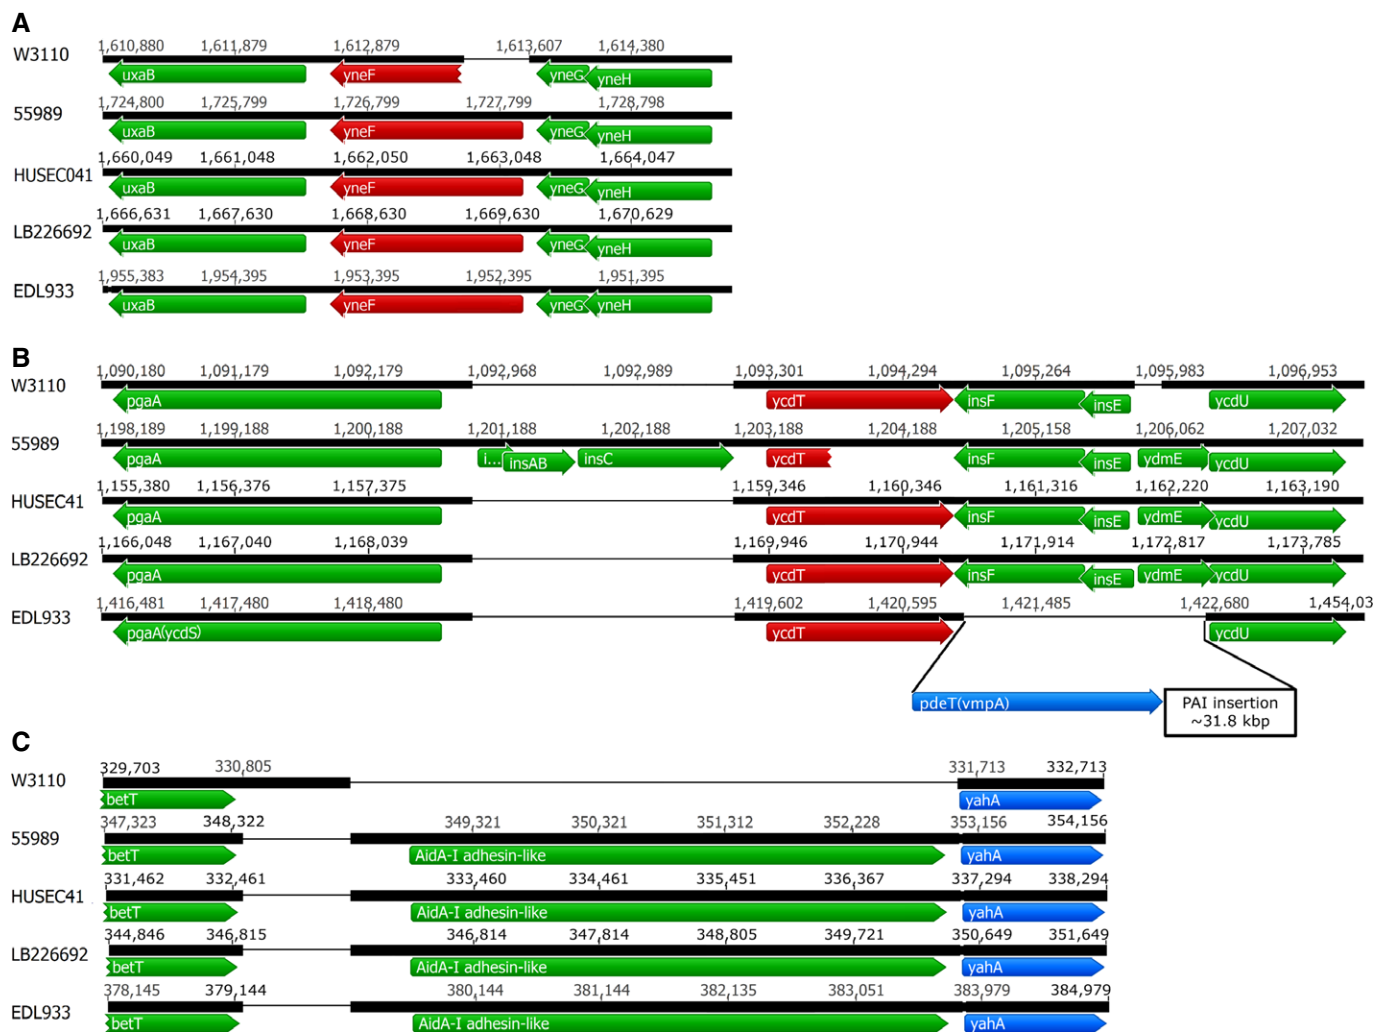 A
1,610,880 1,611,879 1,612,879 1,613,607 1,614,380
W3110
uxaB yneF yneG yneH
1,724,800 1,725,799 1,726,799 1,727,799 1,728,798
55989
uxaB yneF yneG yneH
1,660,049 1,661,048 1,662,050 1,663,048 1,664,047
HUSEC041
uxaB yneF yneG yneH
1,666,631 1,667,630 1,668,630 1,669,630 1,670,629
LB226692
uxaB yneF yneG yneH
1,955,383 1,954,395 1,953,395 1,952,395 1,951,395
EDL933
uxaB yneF yneG yneH
B
1,090,180 1,091,179 1,092,179 1,092,968 1,092,989 1,093,301 1,094,294 1,095,264 1,095,983 1,096,953
W3110
pgaA ycdT insF insE ycdU
1,198,189 1,199,188 1,200,188 1,201,188 1,202,188 1,203,188 1,204,188 1,205,158 1,206,062 1,207,032
55989
pgaA i... insAB insC ycdT insF insE ydmE ycdU
1,155,380 1,156,376 1,157,375 1,159,346 1,160,346 1,161,316 1,162,220 1,163,190
HUSEC41
pgaA ycdT insF insE ydmE ycdU
1,166,048 1,167,040 1,168,039 1,169,946 1,170,944 1,171,914 1,172,817 1,173,785
LB226692
pgaA ycdT insF insE ydmE ycdU
1,416,481 1,417,480 1,418,480 1,419,602 1,420,595 1,421,485 1,422,680 1,454,03
EDL933
pgaA(ycdS) ycdT ycdU
pdeT(vmpA) PAI insertion
~31.8 kbp
C
329,703 330,805 331,713 332,713
W3110
betT yahA
347,323 348,322 349,321 350,321 351,312 352,228 353,156 354,156
55989
betT AidA-I adhesin-like yahA
331,462 332,461 333,460 334,461 335,451 336,367 337,294 338,294
HUSEC41
betT AidA-I adhesin-like yahA
344,846 346,815 346,814 347,814 348,805 349,721 350,649 351,649
LB226692
betT AidA-I adhesin-like yahA
378,145 379,144 380,144 381,144 382,135 383,051 383,979 384,979
EDL933
betT AidA-I adhesin-like yahA